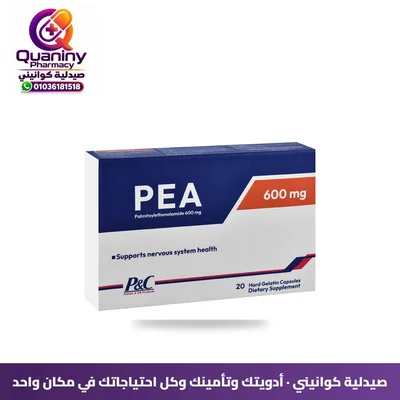 Quaniny
Pharmacy
صيدلية كوانيني
01036181518
PEA
Palmitoylethanolamide 600 mg
600 mg
Supports nervous system health
P&C
20 Hard Gelatin Capsules
Dietary Supplement
صيدلية كوانيني · أدويتك وتأمينك وكل احتياجاتك في مكان واحد